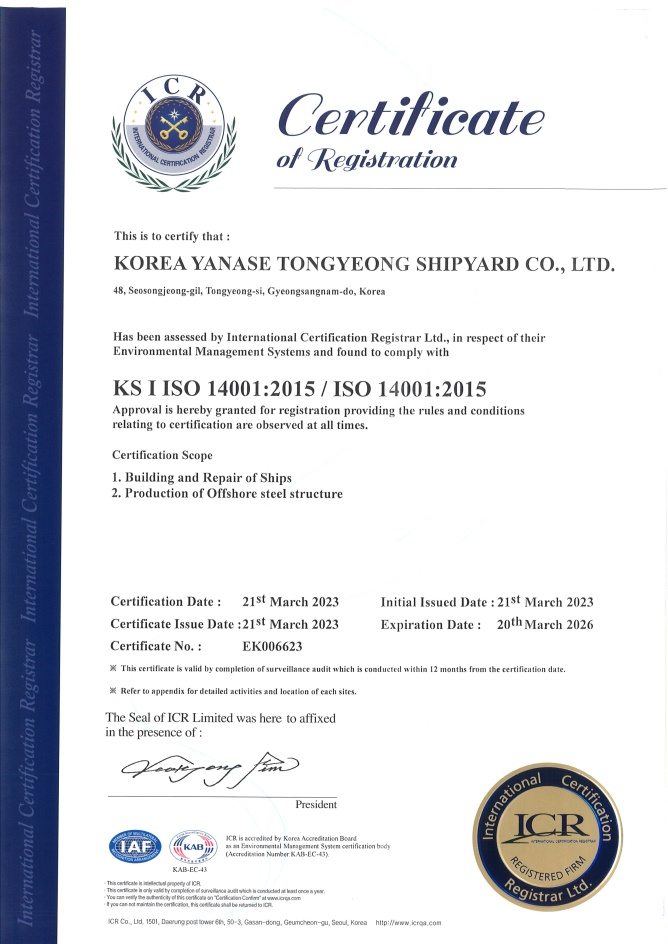 International Certification Registrar International Certification Registrar International Certification Registrar
ICR
INTERNATIONAL CERTIFICATION REGISTRAR
Certificate
of Registration
This is to certify that :
KOREA YANASE TONGYEONG SHIPYARD CO., LTD.
48, Seosongjeong-gil, Tongyeong-si, Gyeongsangnam-do, Korea
Has been assessed by International Certification Registrar Ltd., in respect of their
Environmental Management Systems and found to comply with
KS I ISO 14001:2015 / ISO 14001:2015
Approval is hereby granted for registration providing the rules and conditions
relating to certification are observed at all times.
Certification Scope
1. Building and Repair of Ships
2. Production of Offshore steel structure
Certification Date : 21st March 2023 Initial Issued Date : 21st March 2023
Certificate Issue Date : 21st March 2023 Expiration Date : 20th March 2026
Certificate No. : EK006623
※ This certificate is valid by completion of surveillance audit which is conducted within 12 months from the certification date.
※ Refer to appendix for detailed activities and location of each sites.
The Seal of ICR Limited was here to affixed
in the presence of :
President
MEMBER OF MULTILATERAL
IAF
KAB
KAB-EC-43
ICR is accredited by Korea Accreditation Board
as an Environmental Management System certification body
(Accreditation Number KAB-EC-43).
International Certification
ICR
INTERNATIONAL CERTIFICATION REGISTRAR
REGISTERED FIRM
Registrar Ltd.
· This certificate is intellectual property of ICR.
· This certificate is only valid by completion of surveillance audit which is conducted at least once a year.
· You can verify the authenticity of this certificate on "Certification Confirm" at www.icrqa.com
· If you can not maintain the certification, this certificate shall be returned to ICR.
ICR Co., Ltd. 1501, Daerung post tower 6th, 50-3, Gasan-dong, Geumcheon-gu, Seoul, Korea http://www.icrqa.com